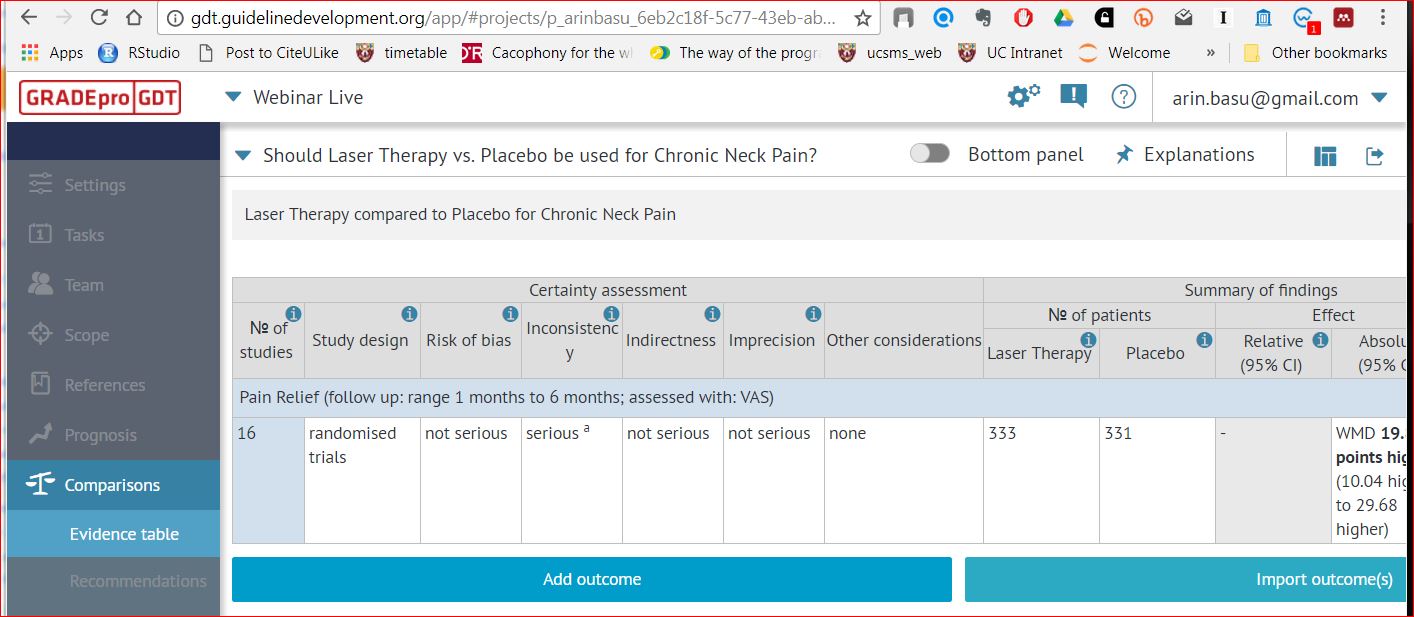 gdt.guidelinedevelopment.org/app/#projects/p_arinbasu_6eb2c18f-5c77-43eb-ab...
Apps RStudio Post to CiteULike timetable Cacophony for the w The way of the progra ucsms_web UC Intranet Welcome » Other bookmarks
GRADEpro GDT Webinar Live arin.basu@gmail.com
Should Laser Therapy vs. Placebo be used for Chronic Neck Pain? Bottom panel Explanations
Settings
Tasks
Team
Scope
References
Prognosis
Comparisons
Evidence table
Recommendations
Laser Therapy compared to Placebo for Chronic Neck Pain
Certainty assessment
Summary of findings
№ of
studies
Study design
Risk of bias
Inconsistenc
y
Indirectness
Imprecision
Other considerations
№ of patients
Effect
Laser Therapy
Placebo
Relative
(95% CI)
Absolu
(95% C
Pain Relief (follow up: range 1 months to 6 months; assessed with: VAS)
16
randomised
trials
not serious
serious a
not serious
not serious
none
333
331
-
WMD 19.
points hig
(10.04 hig
to 29.68
higher)
Add outcome
Import outcome(s)